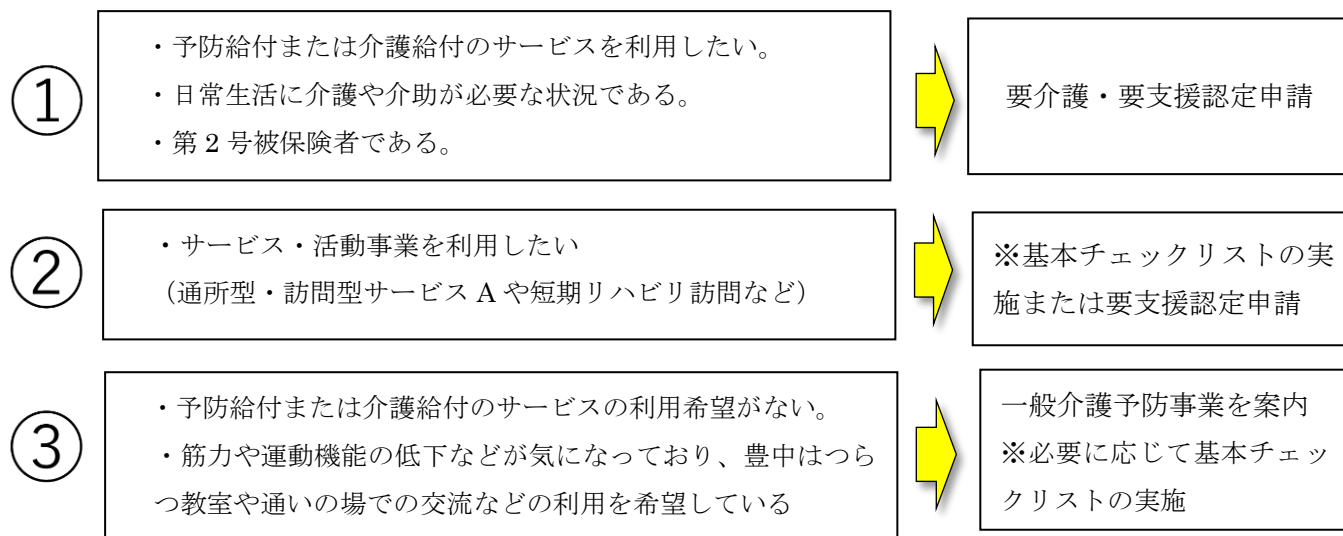 ①
・予防給付または介護給付のサービスを利用したい。
・日常生活に介護や介助が必要な状況である。
・第2号被保険者である。
要介護・要支援認定申請
②
・サービス・活動事業を利用したい
（通所型・訪問型サービス A や短期リハビリ訪問など）
※基本チェックリストの実
施または要支援認定申請
③
・予防給付または介護給付のサービスの利用希望がない。
・筋力や運動機能の低下などが気になっており、豊中はつら
つ教室や通いの場での交流などの利用を希望している
一般介護予防事業を案内
※必要に応じて基本チェッ
クリストの実施